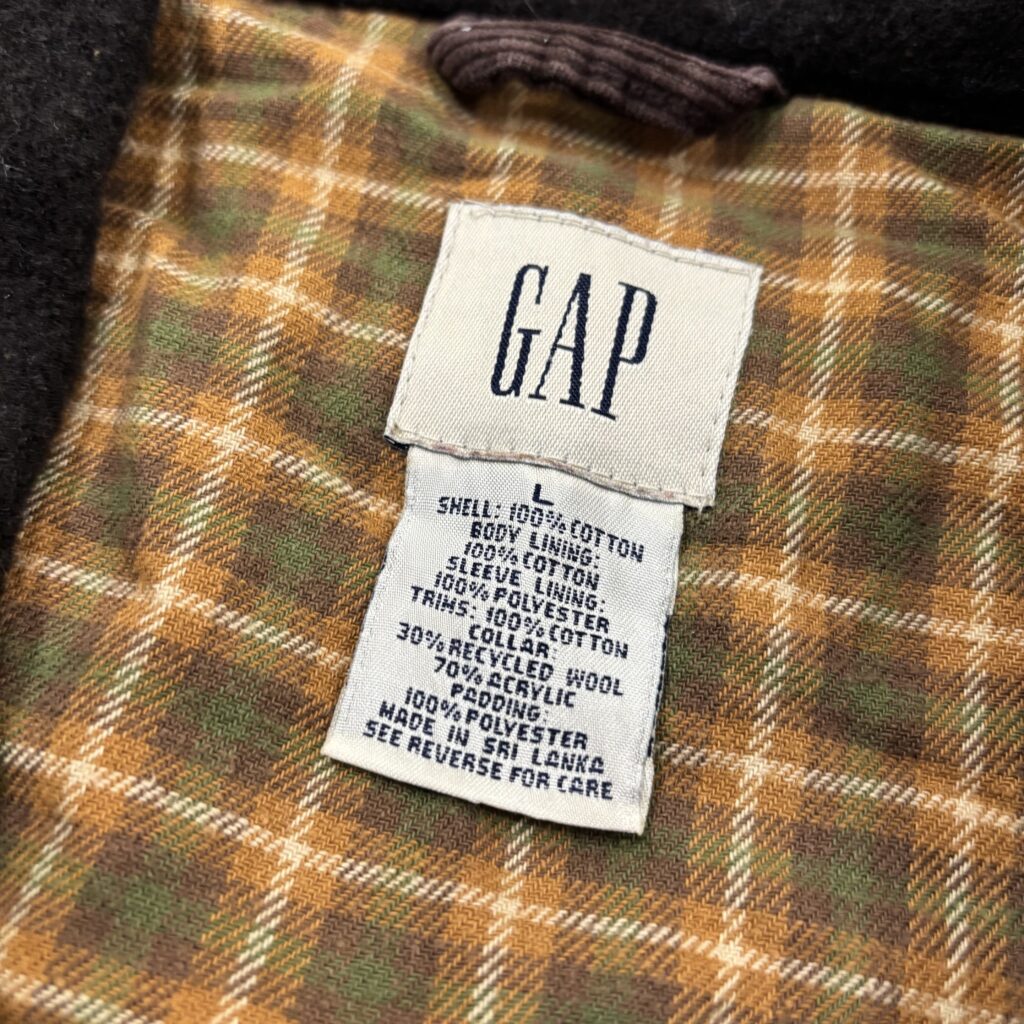 GAP
L
SHELL: 100% COTTON
BODY LINING:
100% COTTON
SLEEVE LINING:
100% POLYESTER
TRIMS: 100% COTTON
COLLAR:
30% RECYCLED WOOL
70% ACRYLIC
PADDING:
100% POLYESTER
MADE IN SRI LANKA
SEE REVERSE FOR CARE